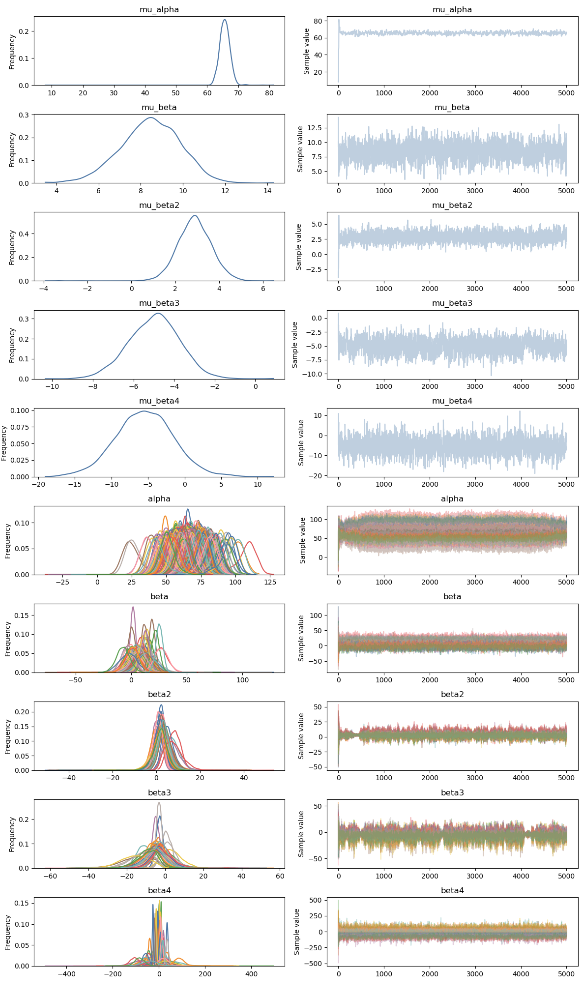 mu_alpha mu_alpha
Frequency Sample value
0.2
0.1
0.0
10 20 30 40 50 60 70 80
80
60
40
20
0 1000 2000 3000 4000 5000
mu_beta mu_beta
Frequency Sample value
0.3
0.2
0.1
0.0
4 6 8 10 12 14
12.5
10.0
7.5
5.0
0 1000 2000 3000 4000 5000
mu_beta2 mu_beta2
Frequency Sample value
0.4
0.2
0.0
−4 −2 0 2 4 6
5.0
2.5
0.0
−2.5
0 1000 2000 3000 4000 5000
mu_beta3 mu_beta3
Frequency Sample value
0.3
0.2
0.1
0.0
−10 −8 −6 −4 −2 0
0.0
−2.5
−5.0
−7.5
−10.0
0 1000 2000 3000 4000 5000
mu_beta4 mu_beta4
Frequency Sample value
0.100
0.075
0.050
0.025
0.000
−20 −15 −10 −5 0 5 10
10
0
−10
−20
0 1000 2000 3000 4000 5000
alpha alpha
Frequency Sample value
0.10
0.05
0.00
−25 0 25 50 75 100 125
100
50
0
0 1000 2000 3000 4000 5000
beta beta
Frequency Sample value
0.15
0.10
0.05
0.00
−50 0 50 100
100
50
0
−50
0 1000 2000 3000 4000 5000
beta2 beta2
Frequency Sample value
0.20
0.15
0.10
0.05
0.00
−40 −20 0 20 40
50
25
0
−25
−50
0 1000 2000 3000 4000 5000
beta3 beta3
Frequency Sample value
0.2
0.1
0.0
−60 −40 −20 0 20 40 60
50
0
−50
0 1000 2000 3000 4000 5000
beta4 beta4
Frequency Sample value
0.15
0.10
0.05
0.00
−400 −200 0 200 400
500
250
0
−250
−500
0 1000 2000 3000 4000 5000